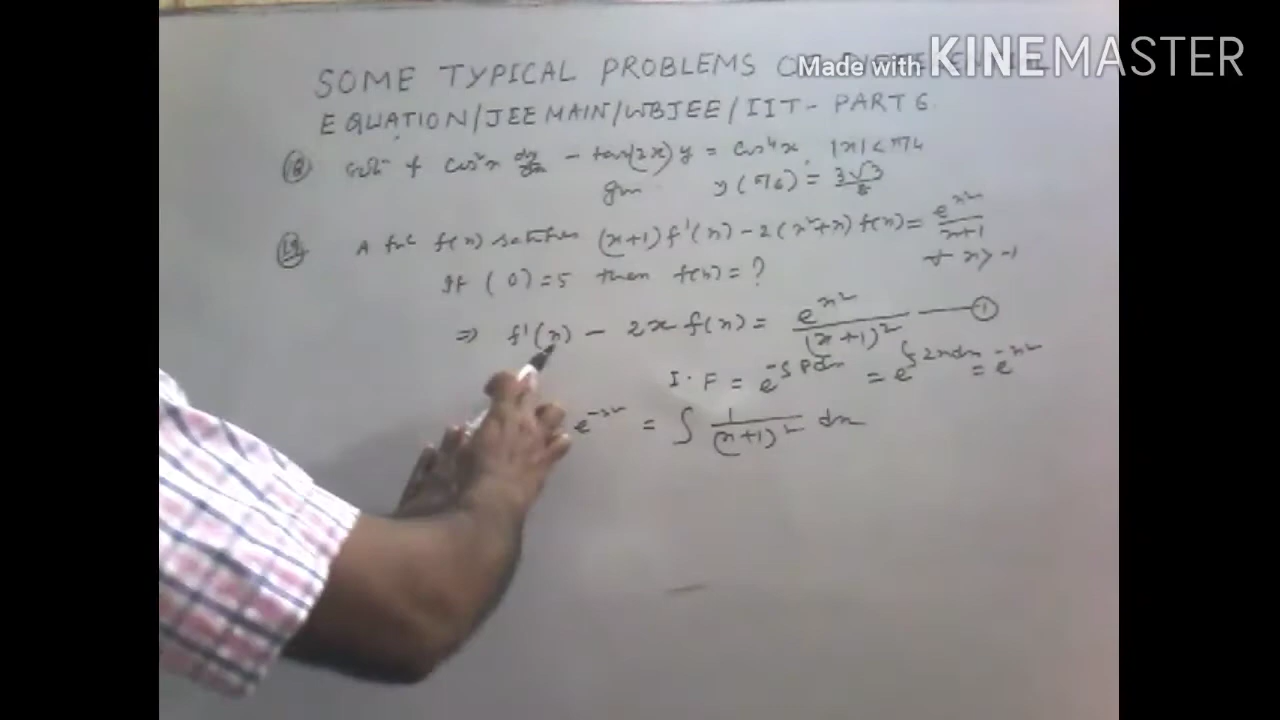 Made with KINEMASTER
SOME TYPICAL PROBLEMS
EQUATION/JEE MAIN/WBJEE/IIT- PART 6
(18) + cos²x dy/dx - tan(2x) y = cos⁴x, |x| < π/4
y(π/6) = 3√3/8
(19) A f(x) satisfies (x+1) f'(x) - 2(x²+x) f(x) = e^(x²)/(x+1)
If (0) = 5 then f(x) = ? x > -1
⇒ f'(x) - 2x f(x) = e^(x²)/(x+1)² — (1)
I.F = e^(-∫Pdx) = e^(∫2xdx) = e^(-x²)
e^(-x²) = ∫ 1/(x+1)² dx